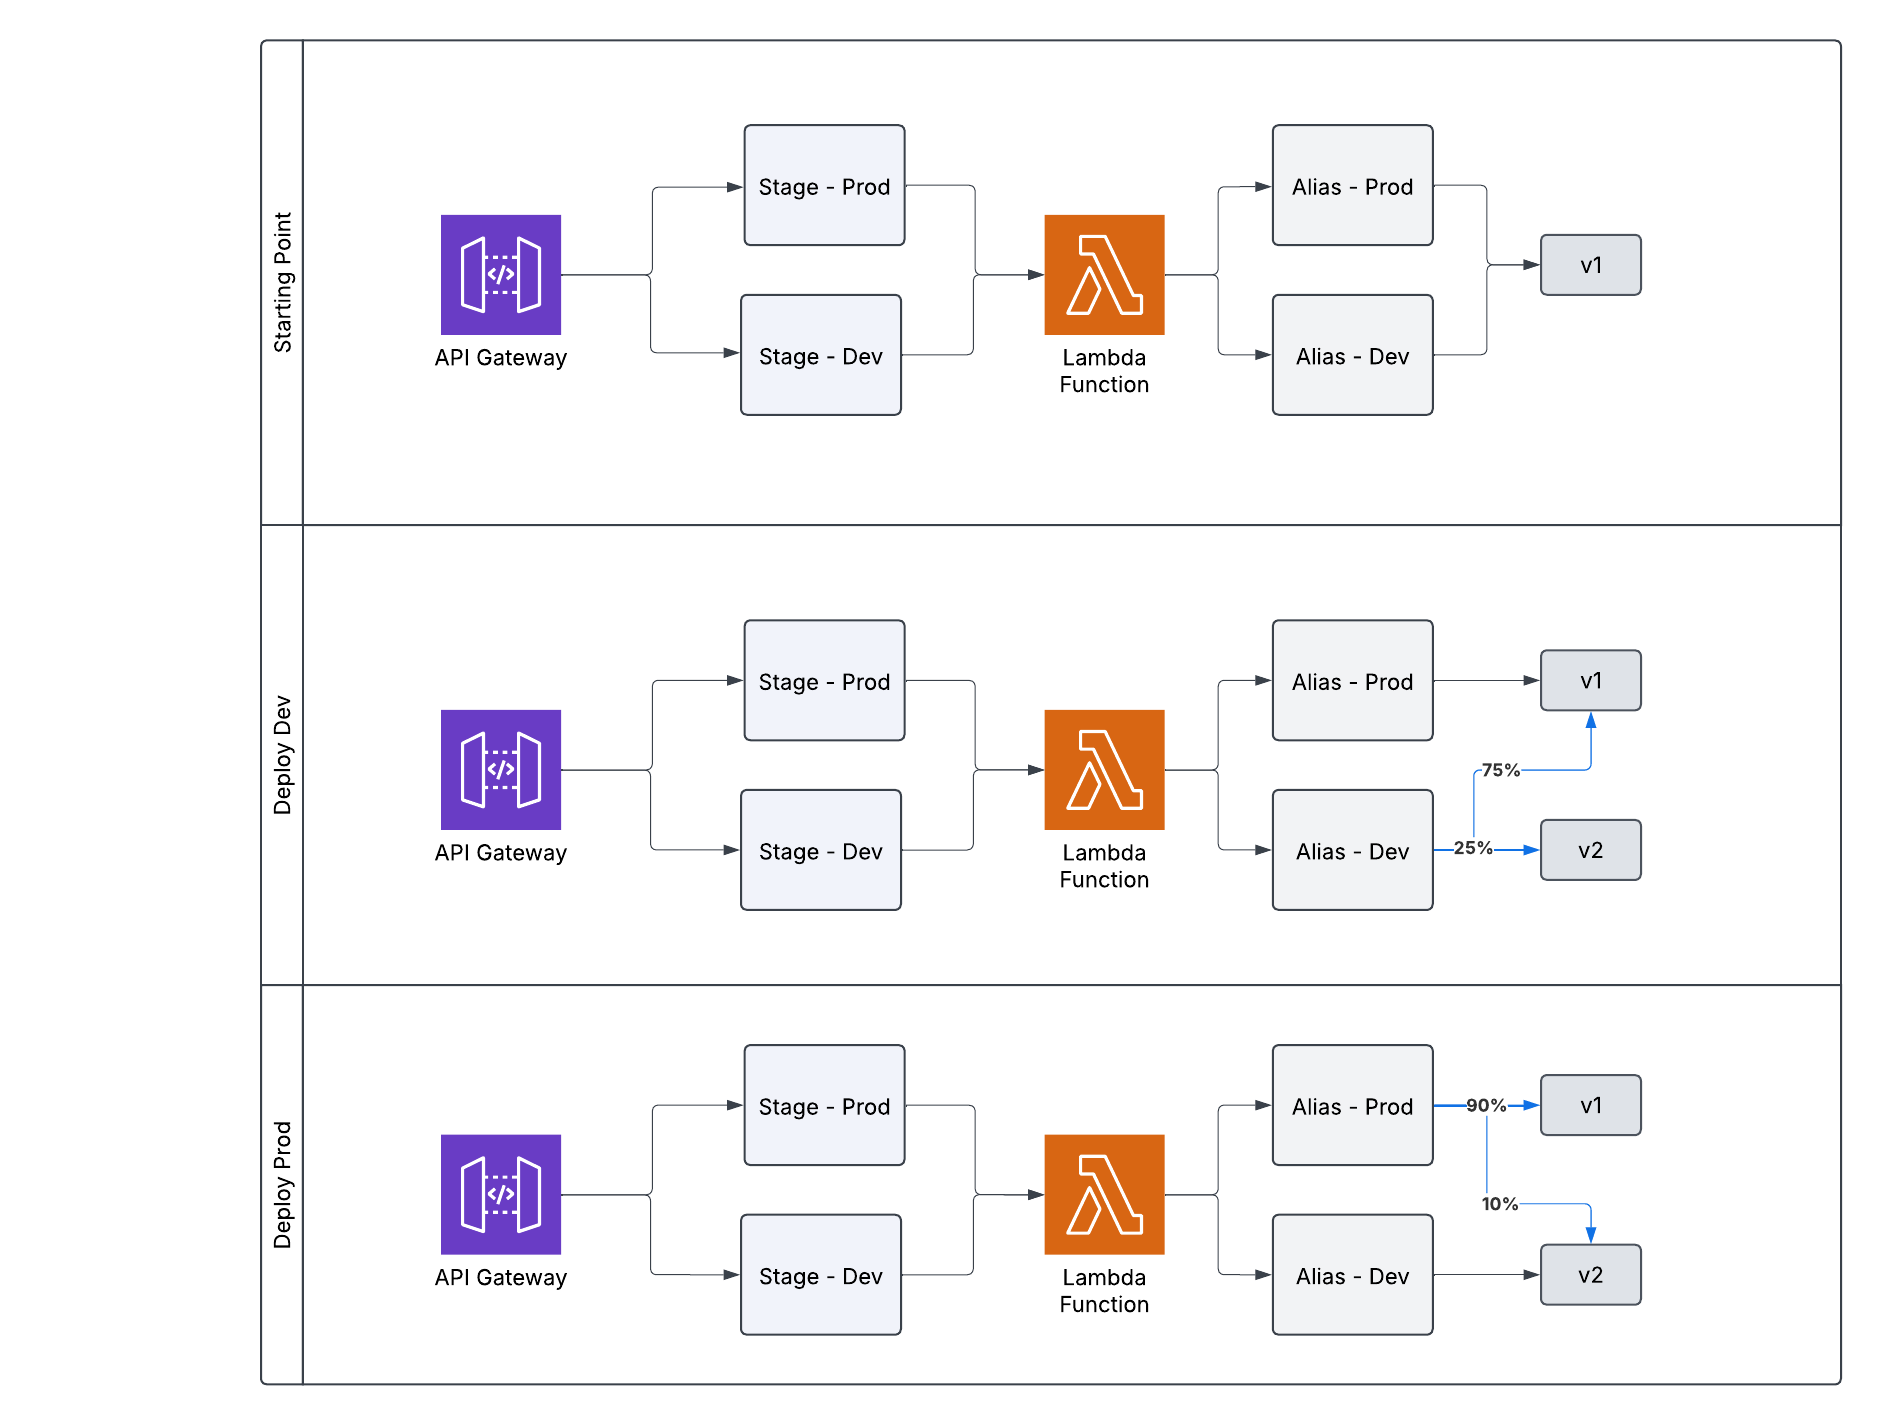 Starting Point
API Gateway
Stage - Prod
Stage - Dev
Lambda
Function
Alias - Prod
Alias - Dev
v1
Deploy Dev
API Gateway
Stage - Prod
Stage - Dev
Lambda
Function
Alias - Prod
Alias - Dev
75%
25%
v1
v2
Deploy Prod
API Gateway
Stage - Prod
Stage - Dev
Lambda
Function
Alias - Prod
Alias - Dev
90%
10%
v1
v2